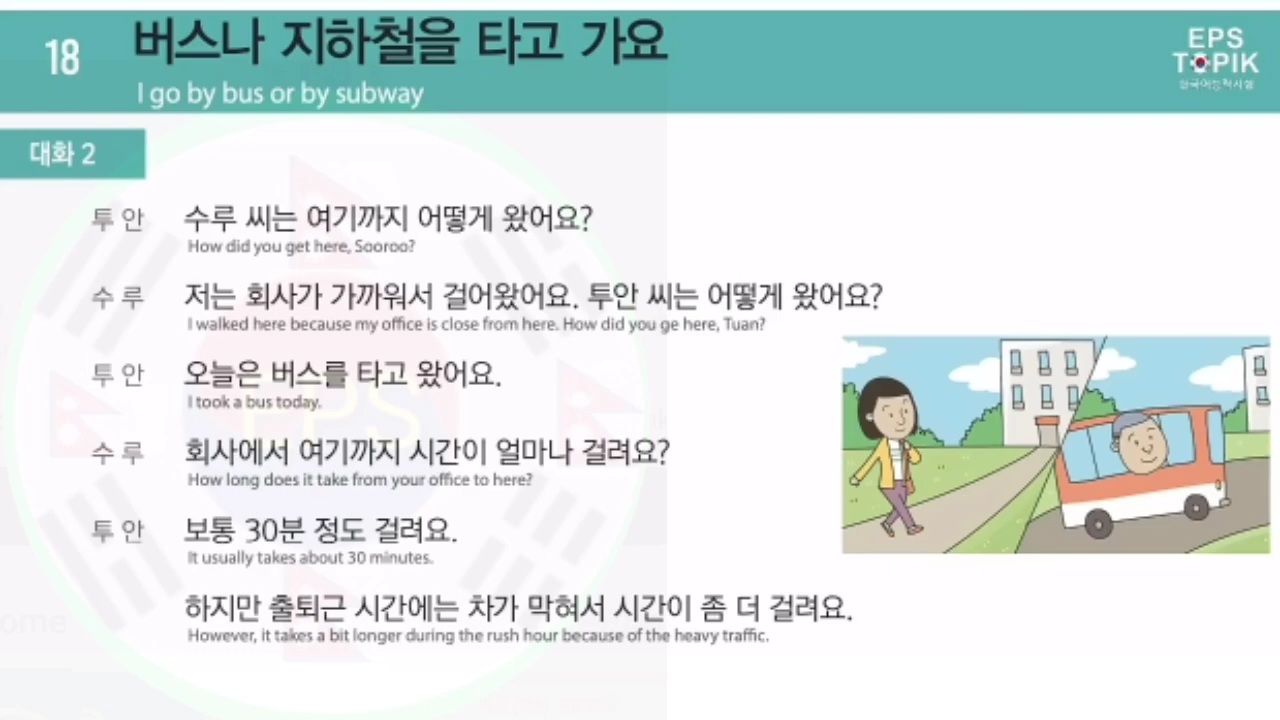 18
버스나 지하철을 타고 가요
I go by bus or by subway
EPS
TOPIK
한국어능력시험
대화 2
투 안 수루 씨는 여기까지 어떻게 왔어요?
How did you get here, Sooroo?
수 루 저는 회사가 가까워서 걸어왔어요. 투안 씨는 어떻게 왔어요?
I walked here because my office is close from here. How did you ge here, Tuan?
투 안 오늘은 버스를 타고 왔어요.
I took a bus today.
수 루 회사에서 여기까지 시간이 얼마나 걸려요?
How long does it take from your office to here?
투 안 보통 30분 정도 걸려요.
It usually takes about 30 minutes.
하지만 출퇴근 시간에는 차가 막혀서 시간이 좀 더 걸려요.
However, it takes a bit longer during the rush hour because of the heavy traffic.
EPS